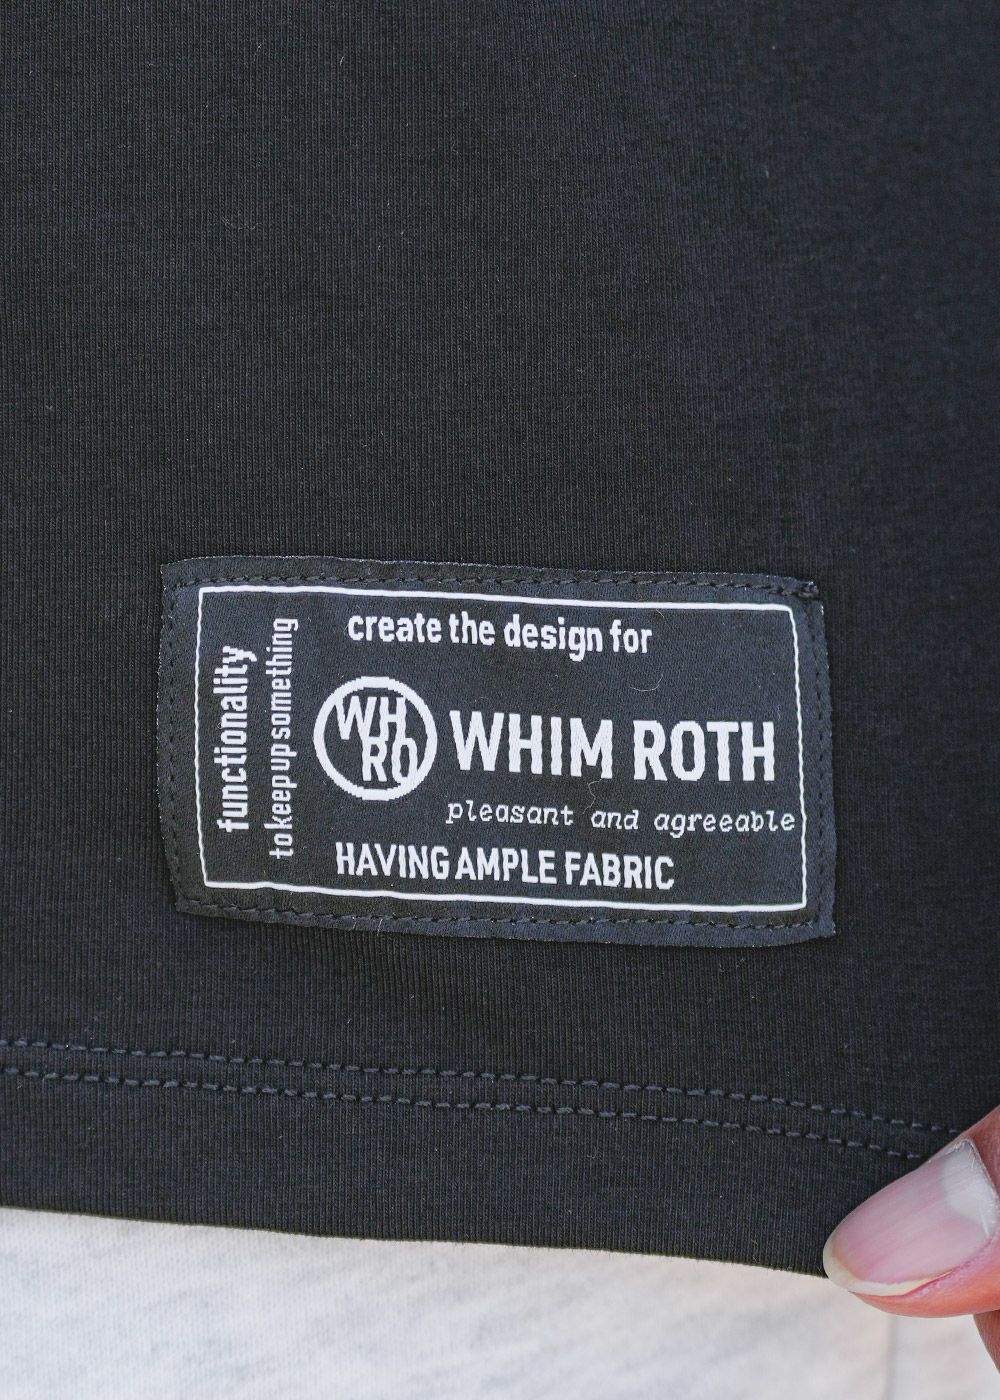 functionality
to keep up something
create the design for
WH
RO
WHIM ROTH
pleasant and agreeable
HAVING AMPLE FABRIC